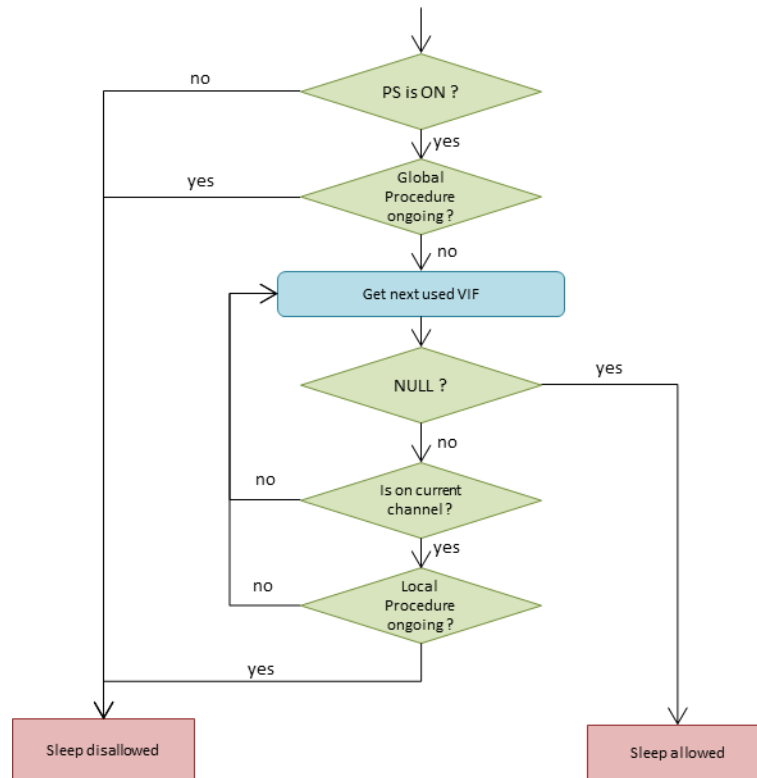 no
PS is ON ?
yes
yes
Global
Procedure
ongoing ?
no
Get next used VIF
NULL ?
yes
no
no
Is on current
channel ?
yes
no
Local
Procedure
ongoing ?
yes
Sleep disallowed
Sleep allowed